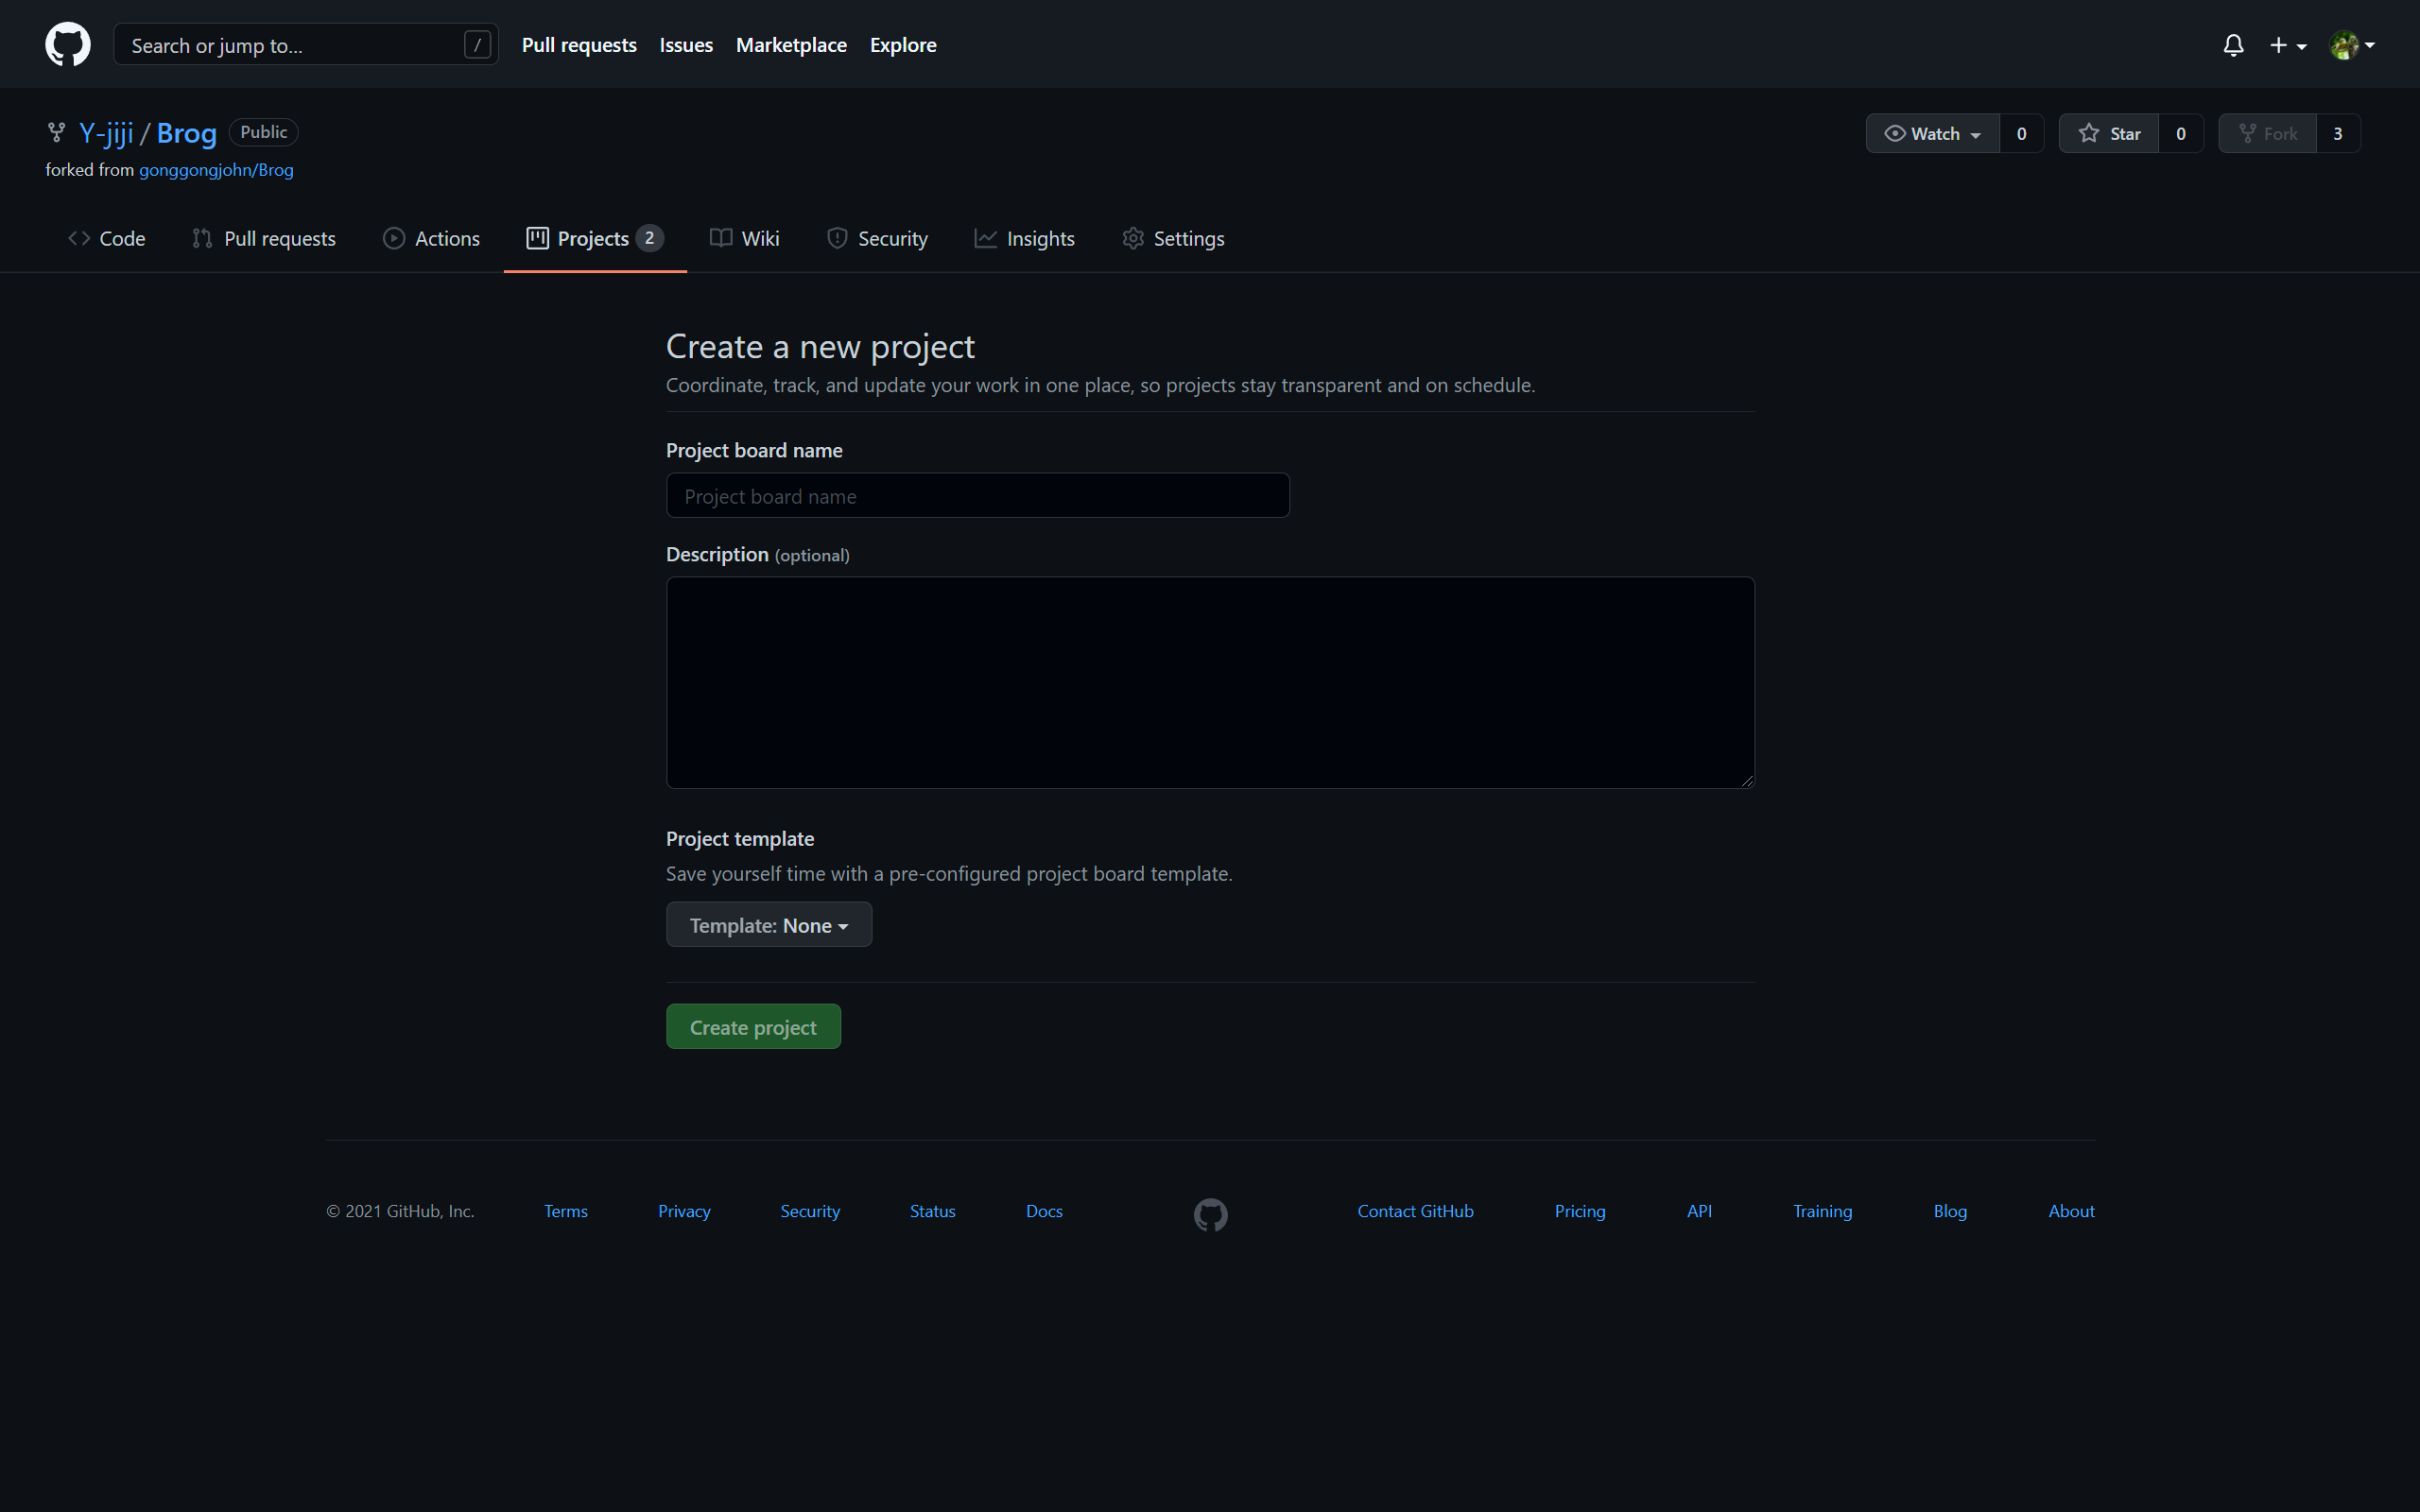 Search or jump to... / Pull requests Issues Marketplace Explore
Y-jiji / Brog Public Watch 0 Star 0 Fork 3
forked from gonggongjohn/Brog
Code Pull requests Actions Projects 2 Wiki Security Insights Settings
Create a new project
Coordinate, track, and update your work in one place, so projects stay transparent and on schedule.
Project board name
Project board name
Description (optional)
Project template
Save yourself time with a pre-configured project board template.
Template: None
Create project
© 2021 GitHub, Inc. Terms Privacy Security Status Docs Contact GitHub Pricing API Training Blog About